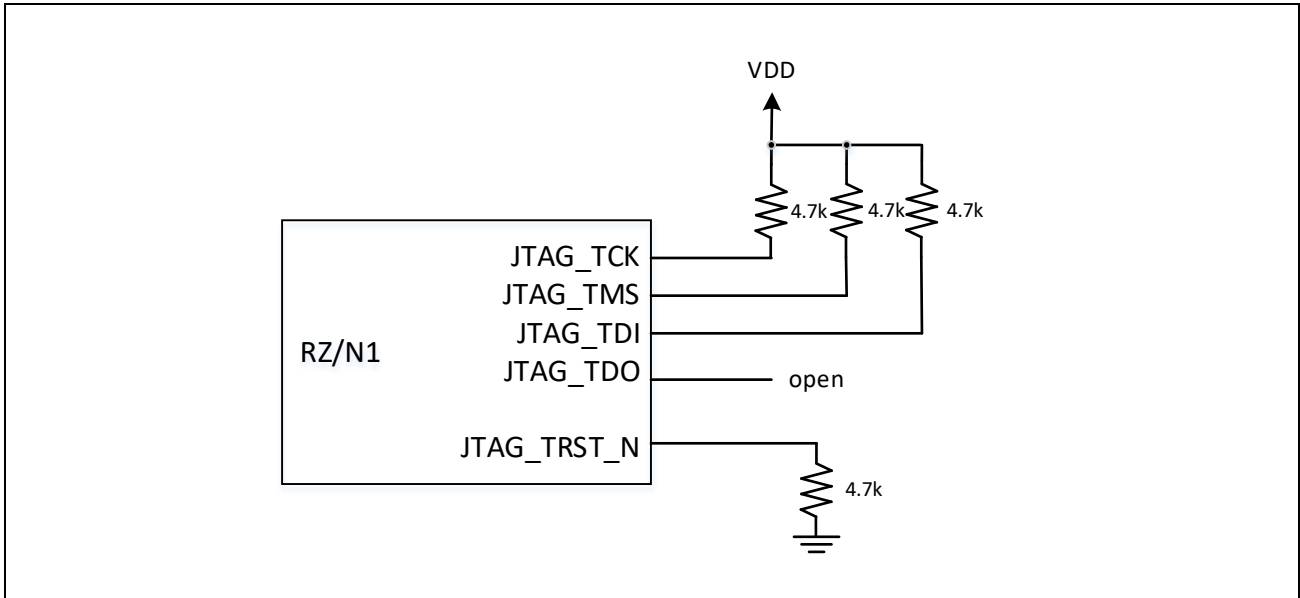 VDD
4.7k 4.7k 4.7k
JTAG_TCK
JTAG_TMS
JTAG_TDI
RZ/N1
JTAG_TDO
open
JTAG_TRST_N
4.7k